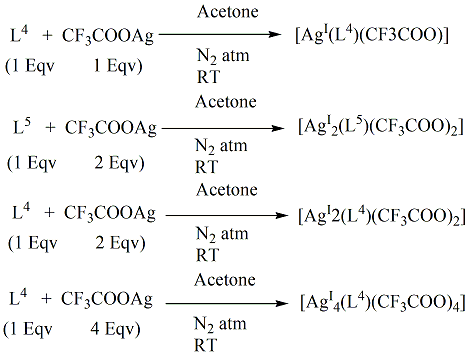 Acetone
L⁴ + CF₃COOAg [Agᴵ(L⁴)(CF3COO)]
(1 Eqv 1 Eqv) N₂ atm
RT
Acetone
L⁵ + CF₃COOAg [Agᴵ₂(L⁵)(CF₃COO)₂]
(1 Eqv 2 Eqv) N₂ atm
RT
Acetone
L⁴ + CF₃COOAg [Agᴵ2(L⁴)(CF₃COO)₂]
(1 Eqv 2 Eqv) N₂ atm
RT
Acetone
L⁴ + CF₃COOAg [Agᴵ₄(L⁴)(CF₃COO)₄]
(1 Eqv 4 Eqv) N₂ atm
RT